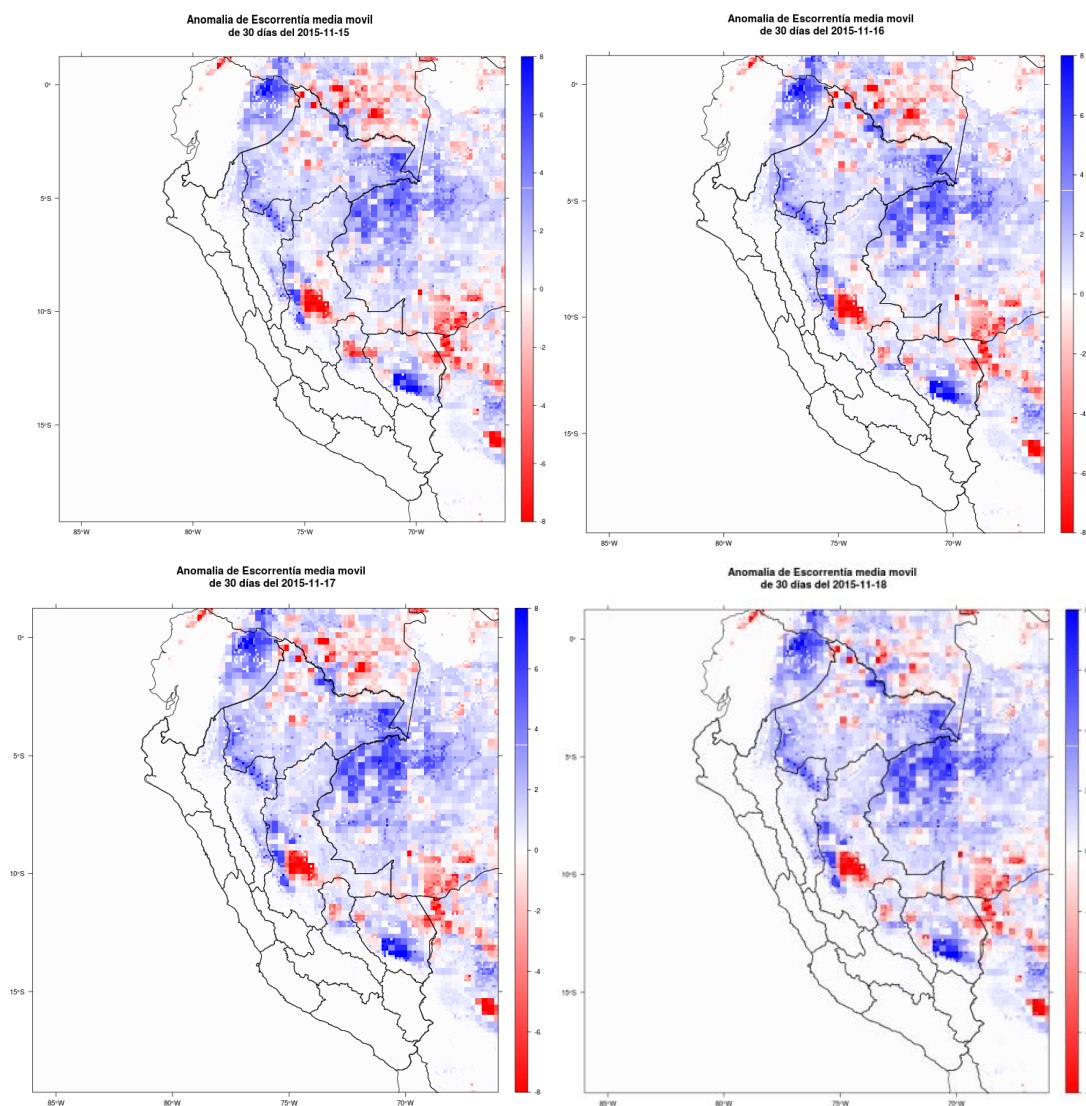 Anomalia de Escorrentía media movil
de 30 días del 2015-11-15
8
6
4
2
0
-2
-4
-6
-8
0°
5°S
10°S
15°S
85°W
80°W
75°W
70°W
Anomalia de Escorrentía media movil
de 30 días del 2015-11-16
8
6
4
2
0
-2
-4
-6
-8
0°
5°S
10°S
15°S
85°W
80°W
75°W
70°W
Anomalia de Escorrentía media movil
de 30 días del 2015-11-17
8
6
4
2
0
-2
-4
-6
-8
0°
5°S
10°S
15°S
85°W
80°W
75°W
70°W
Anomalia de Escorrentía media movil
de 30 días del 2015-11-18
0°
5°S
10°S
15°S
85°W
80°W
75°W
70°W